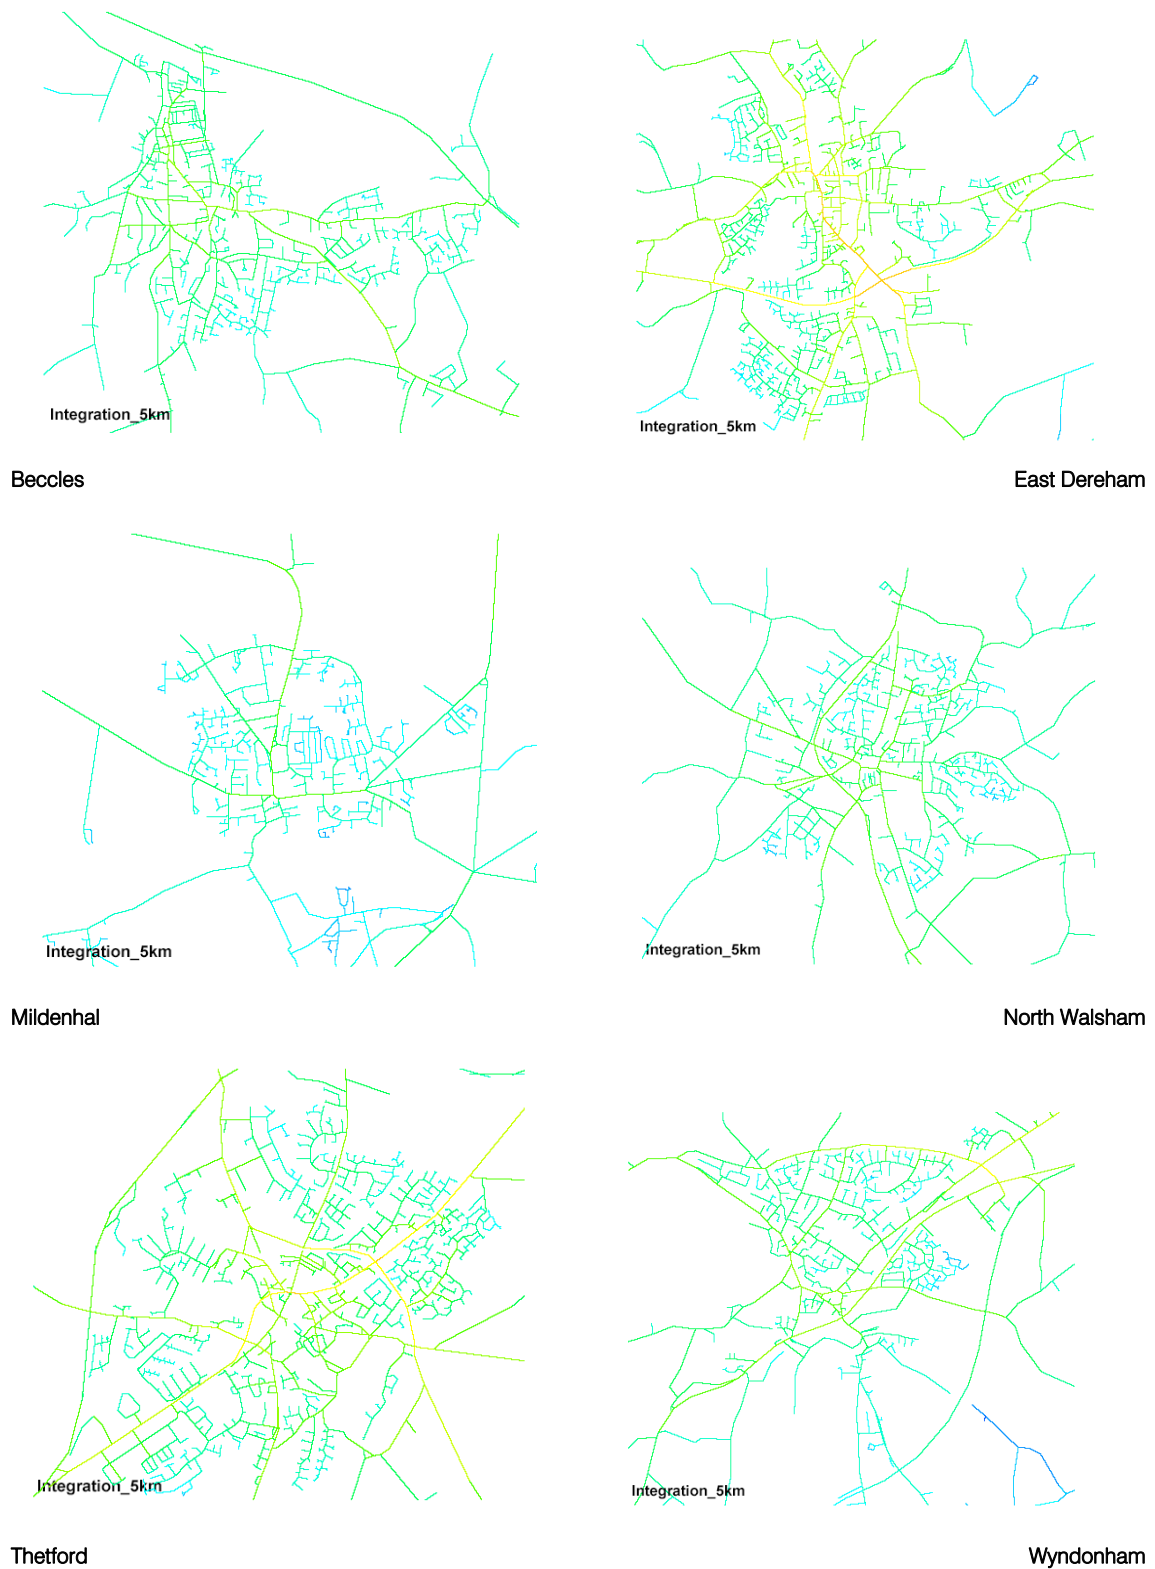 Integration_5km
Integration_5km
Beccles
East Dereham
Integration_5km
Integration_5km
Mildenhal
North Walsham
Integration_5km
Integration_5km
Thetford
Wyndonham